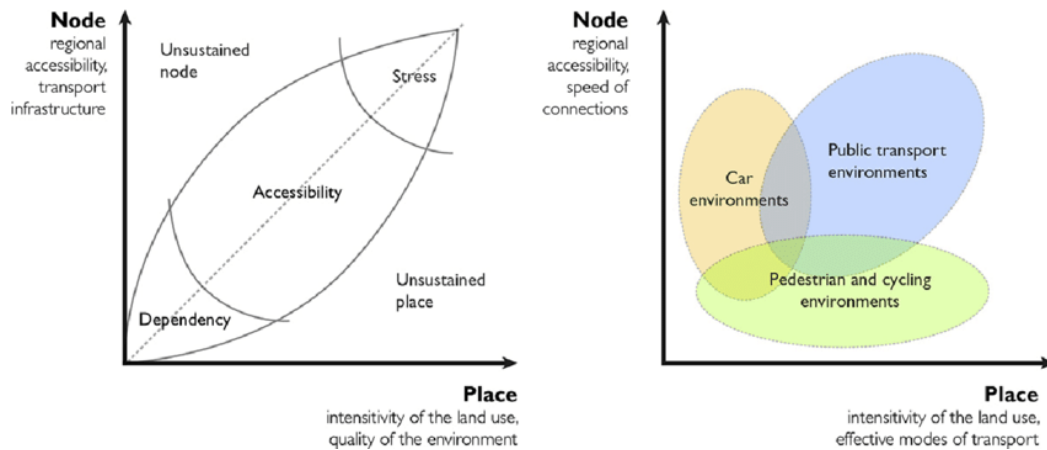 Node
regional
accessibility,
transport
infrastructure
Unsustained
node
Stress
Accessibility
Unsustained
place
Dependency
Place
intensitivity of the land use,
quality of the environment
Node
regional
accessibility,
speed of
connections
Public transport
environments
Car
environments
Pedestrian and cycling
environments
Place
intensitivity of the land use,
effective modes of transport